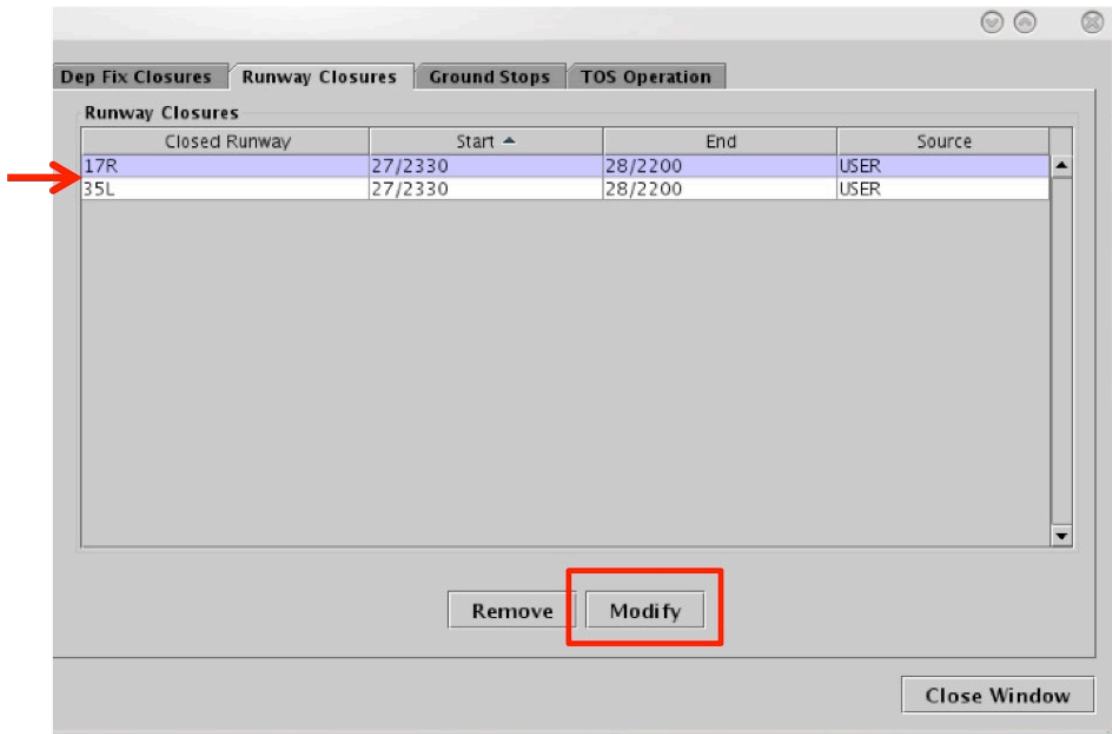 Dep Fix Closures Runway Closures Ground Stops TOS Operation
Runway Closures
Closed Runway Start End Source
17R 27/2330 28/2200 USER
35L 27/2330 28/2200 USER
Remove Modify
Close Window